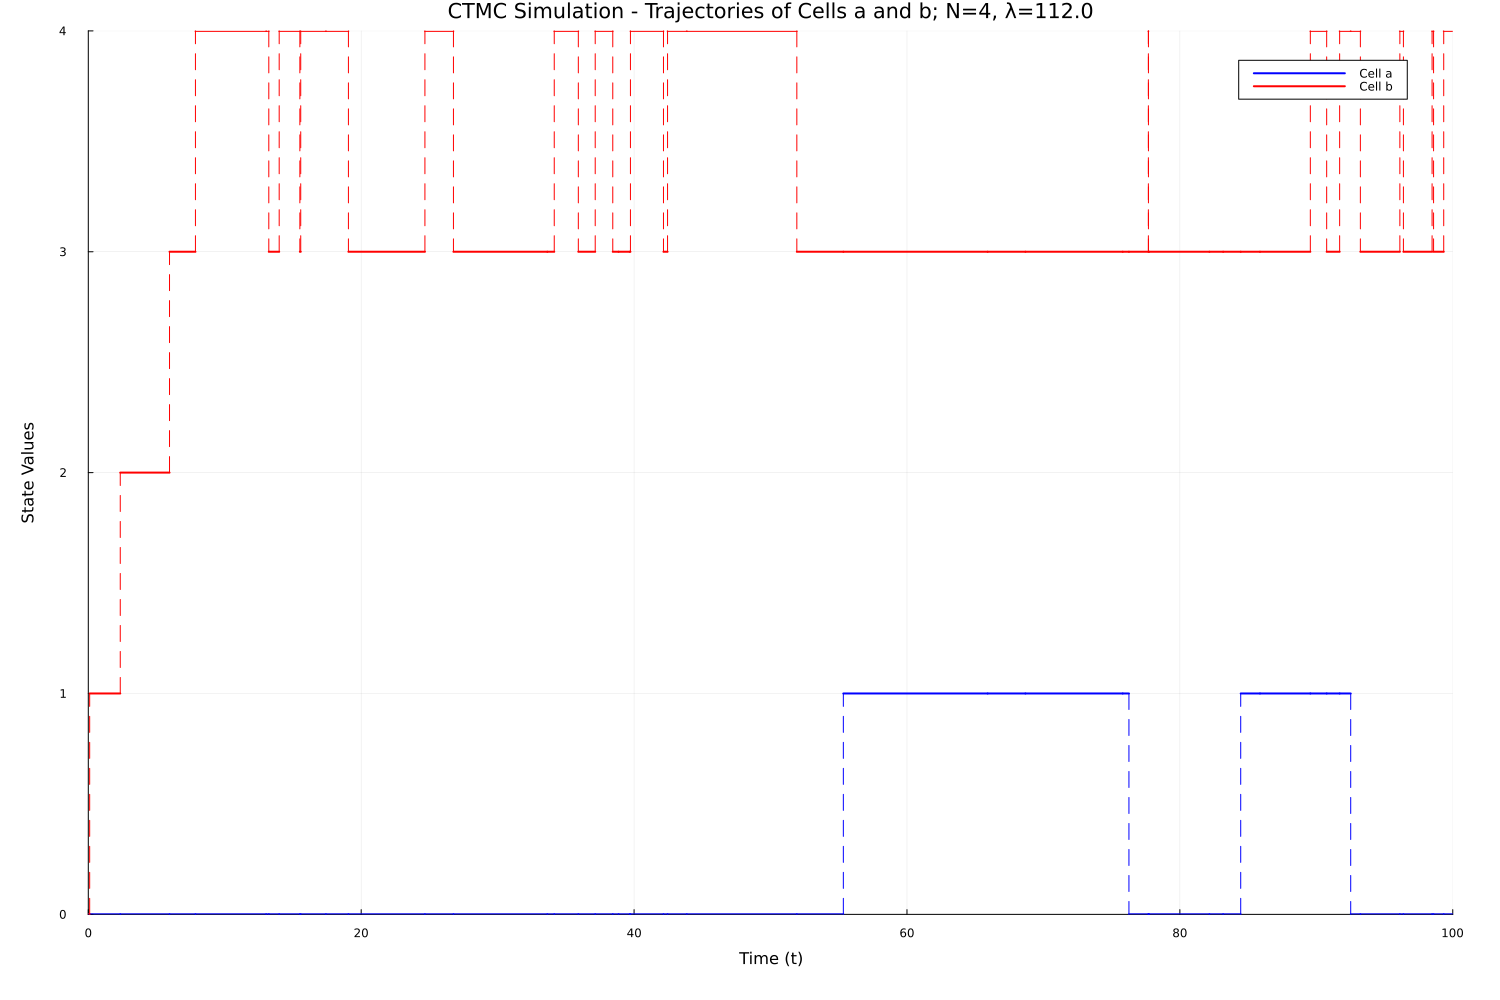 CTMC Simulation - Trajectories of Cells a and b; N=4, λ=112.0
4
Cell a
Cell b
3
State Values
2
1
0
0 20 40 60 80 100
Time (t)